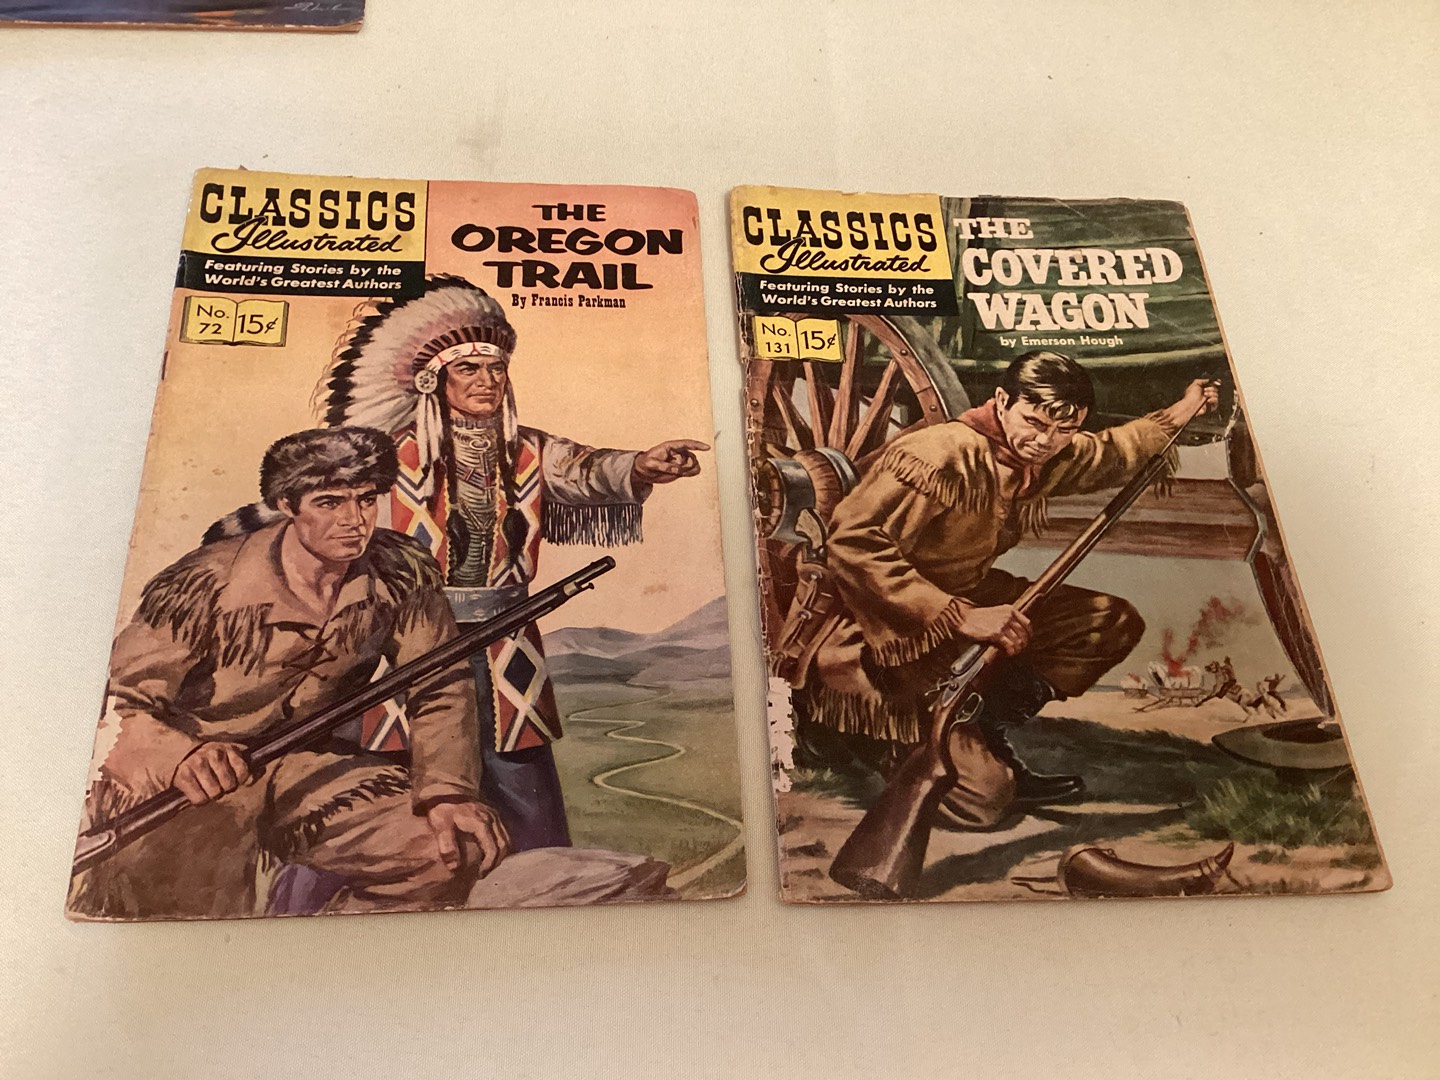 CLASSICS
Illustrated
Featuring Stories by the
World's Greatest Authors
No.
72
15¢
THE
OREGON
TRAIL
By Francis Parkman
CLASSICS
Illustrated
Featuring Stories by the
World's Greatest Authors
No.
131
15¢
THE
COVERED
WAGON
by Emerson Hough